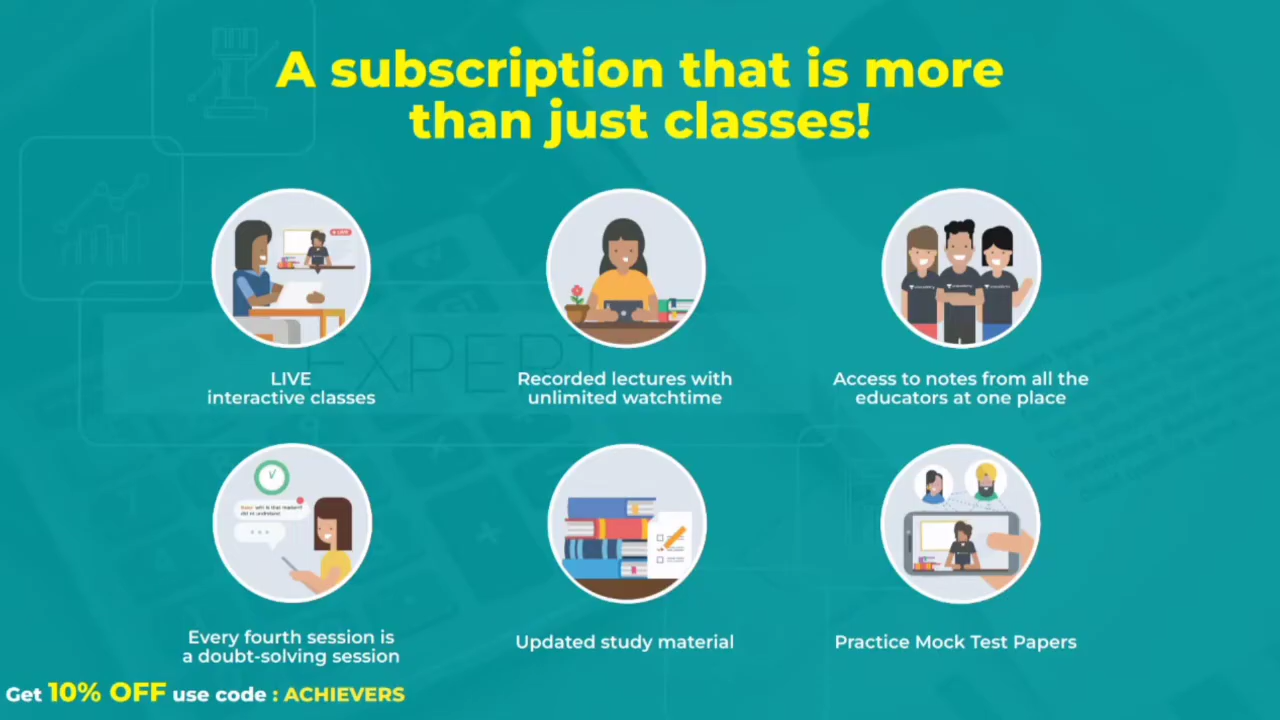 A subscription that is more
than just classes!
EXPERT
LIVE
LIVE
interactive classes
Recorded lectures with
unlimited watchtime
Access to notes from all the
educators at one place
Every fourth session is
a doubt-solving session
Updated study material
Practice Mock Test Papers
Get 10% OFF use code : ACHIEVERS